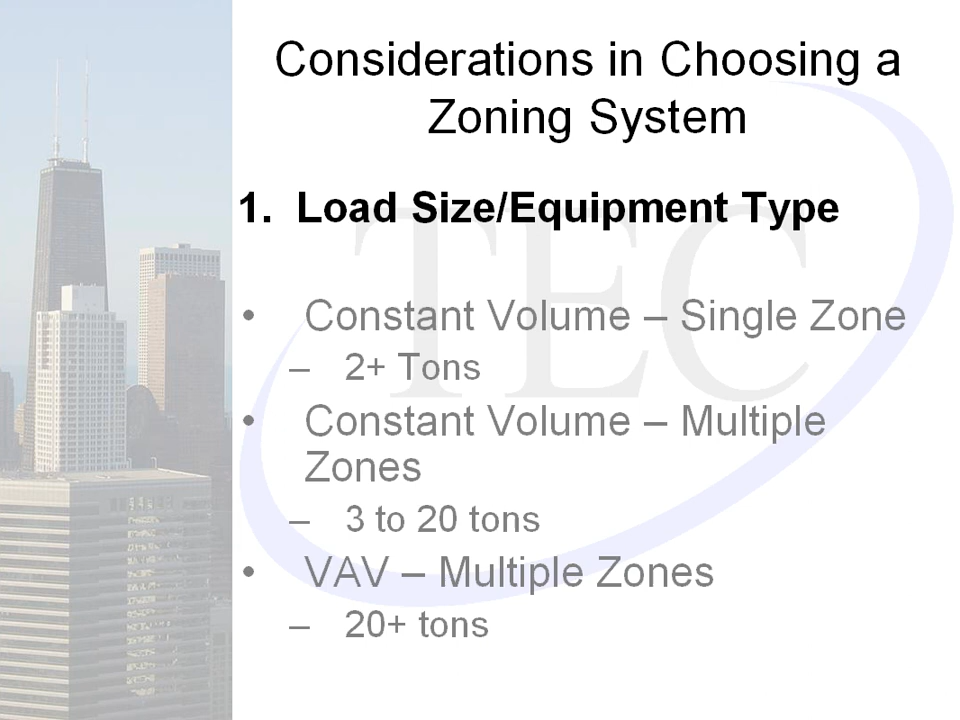 Considerations in Choosing a
Zoning System
TEC
1. Load Size/Equipment Type
• Constant Volume – Single Zone
– 2+ Tons
• Constant Volume – Multiple
Zones
– 3 to 20 tons
• VAV – Multiple Zones
– 20+ tons